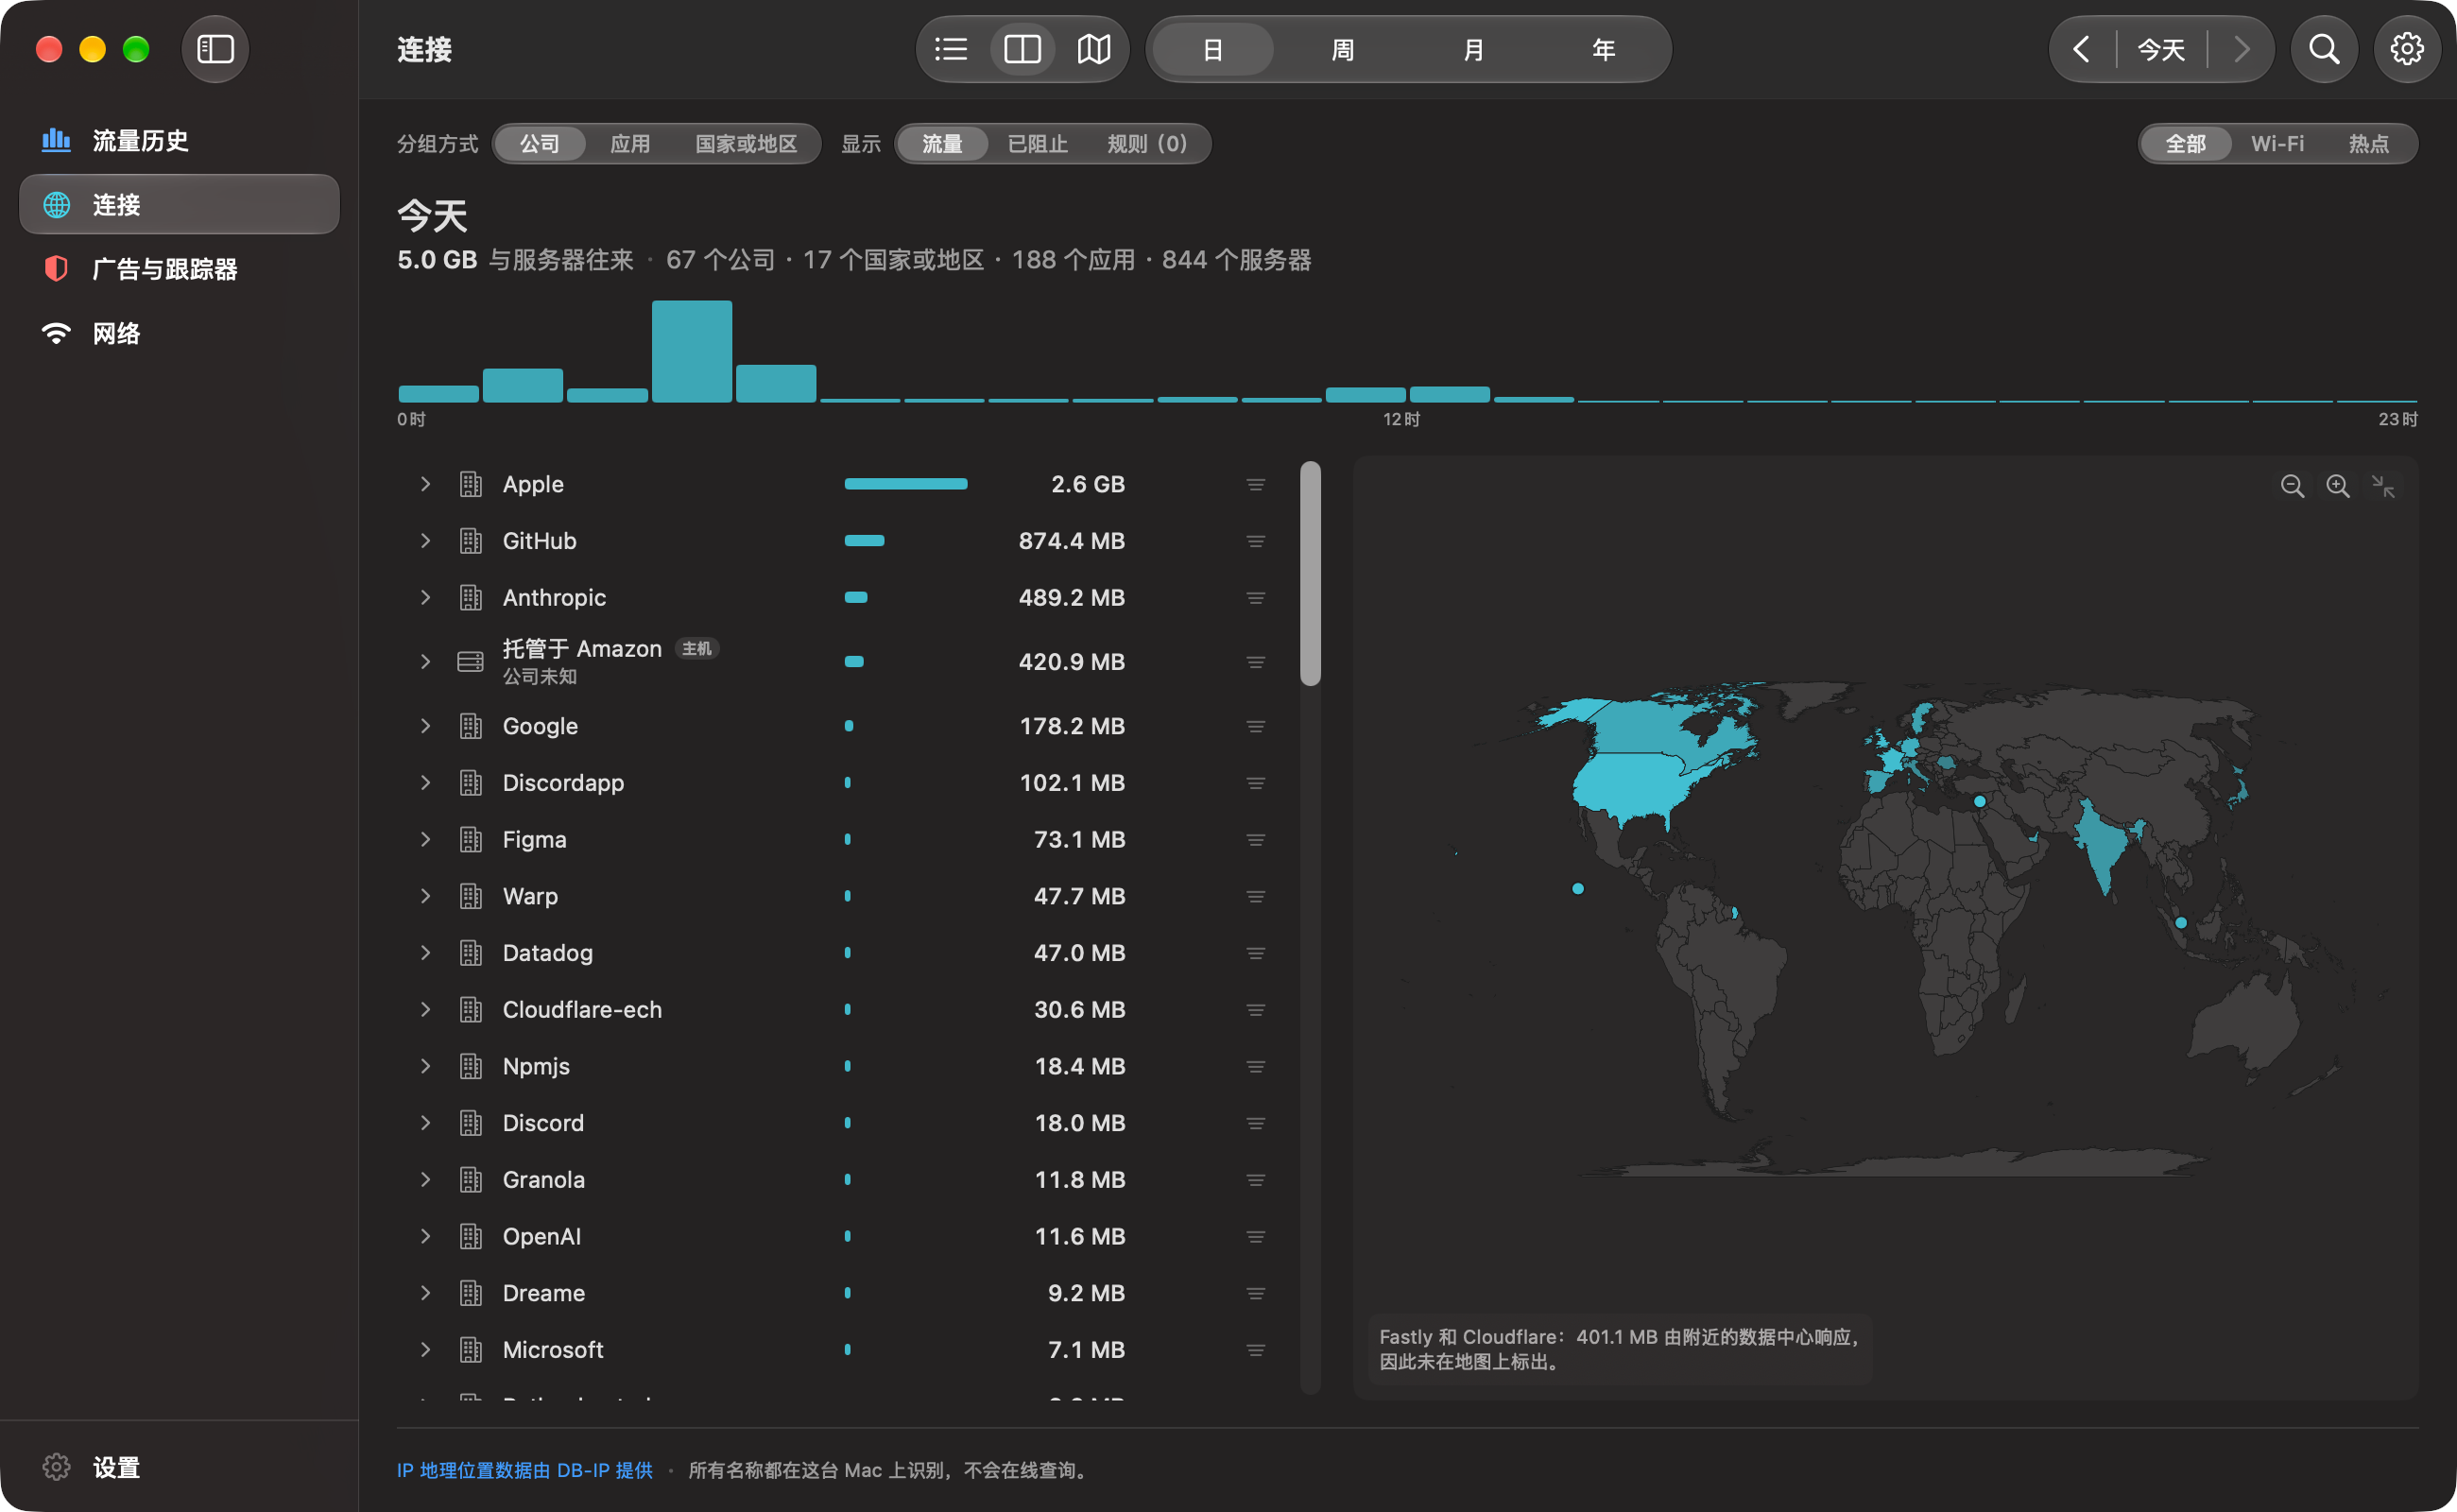 连接
日 周 月 年
今天
流量历史
连接
广告与跟踪器
网络
设置
分组方式 公司 应用 国家或地区 显示 流量 已阻止 规则 (0)
全部 Wi-Fi 热点
今天
5.0 GB 与服务器往来 · 67 个公司 · 17 个国家或地区 · 188 个应用 · 844 个服务器
0时 12时 23时
Apple 2.6 GB
GitHub 874.4 MB
Anthropic 489.2 MB
托管于 Amazon 主机 420.9 MB
公司未知
Google 178.2 MB
Discordapp 102.1 MB
Figma 73.1 MB
Warp 47.7 MB
Datadog 47.0 MB
Cloudflare-ech 30.6 MB
Npmjs 18.4 MB
Discord 18.0 MB
Granola 11.8 MB
OpenAI 11.6 MB
Dreame 9.2 MB
Microsoft 7.1 MB
Fastly 和 Cloudflare：401.1 MB 由附近的数据中心响应，
因此未在地图上标出。
IP 地理位置数据由 DB-IP 提供 · 所有名称都在这台 Mac 上识别，不会在线查询。